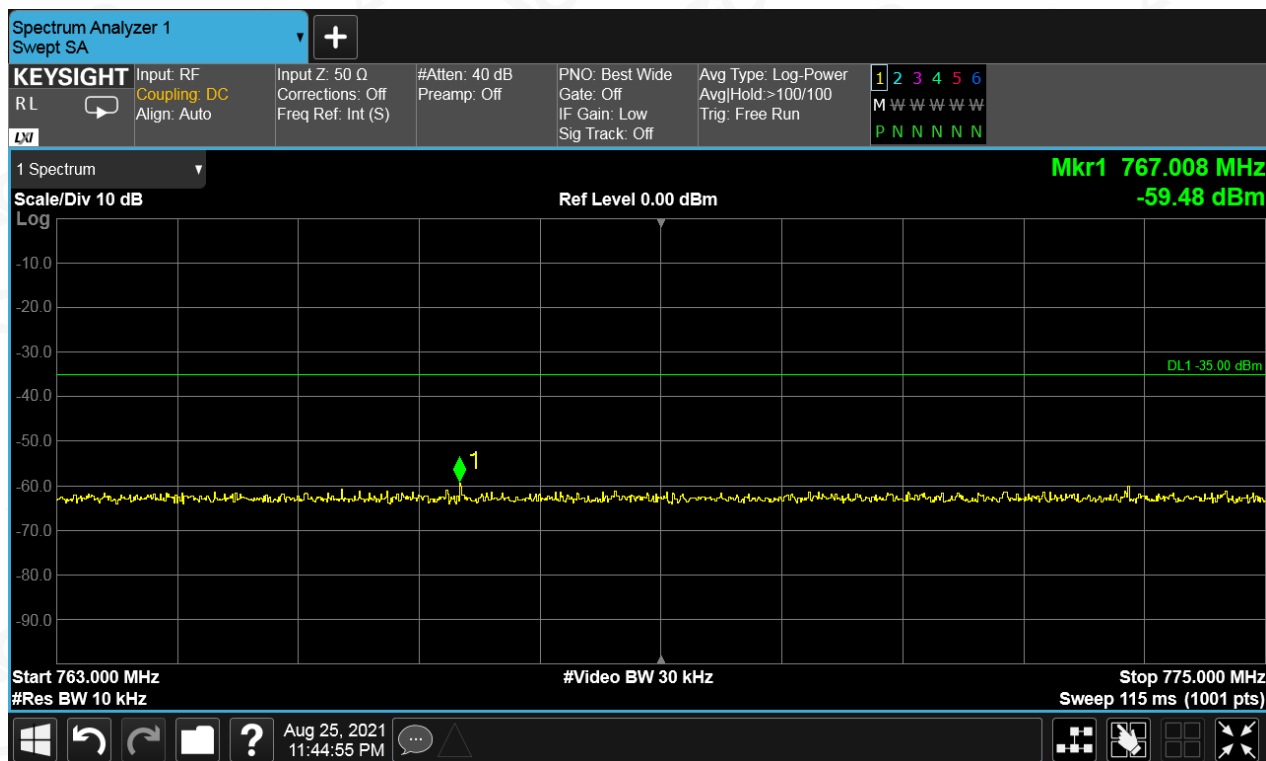 Spectrum Analyzer 1
Swept SA
KEYSIGHT
R L
LXI
Input: RF
Coupling: DC
Align: Auto
Input Z: 50 Ω
Corrections: Off
Freq Ref: Int (S)
#Atten: 40 dB
Preamp: Off
PNO: Best Wide
Gate: Off
IF Gain: Low
Sig Track: Off
Avg Type: Log-Power
Avg|Hold:>100/100
Trig: Free Run
1 2 3 4 5 6
M W W W W W
P N N N N N
1 Spectrum
Mkr1 767.008 MHz
-59.48 dBm
Scale/Div 10 dB
Ref Level 0.00 dBm
Log
-10.0
-20.0
-30.0
DL1 -35.00 dBm
-40.0
-50.0
1
-60.0
-70.0
-80.0
-90.0
Start 763.000 MHz
#Video BW 30 kHz
Stop 775.000 MHz
#Res BW 10 kHz
Sweep 115 ms (1001 pts)
?
Aug 25, 2021
11:44:55 PM